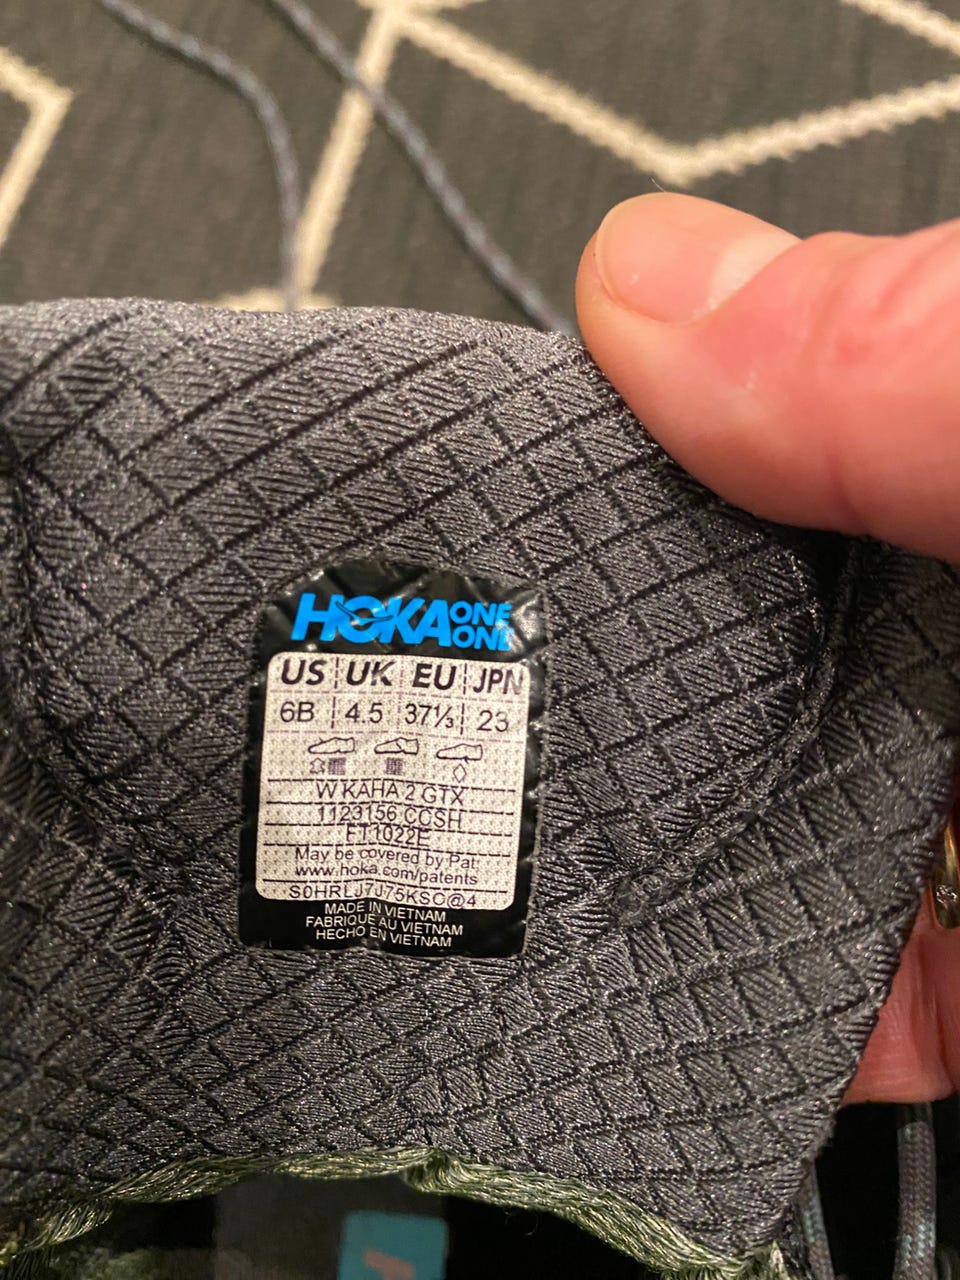 HOKA ONE ONE
US UK EU JPN
6B 4.5 37⅓ 23
W KAHA 2 GTX
1123156 CCSH
FT1022E
May be covered by Pat.
www.hoka.com/patents
S0HRLJ7J75KSO@4
MADE IN VIETNAM
FABRIQUE AU VIETNAM
HECHO EN VIETNAM